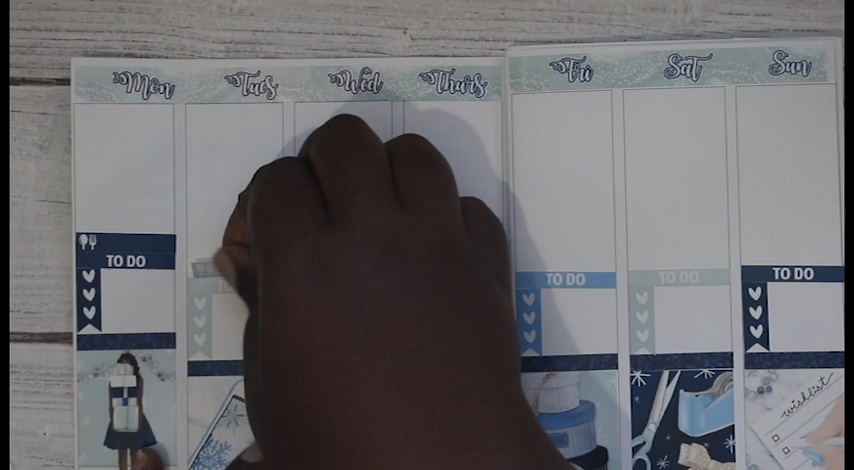 Mon Tues Wed Thurs Fri Sat Sun
TO DO
TO DO TO DO TO DO
wishlist